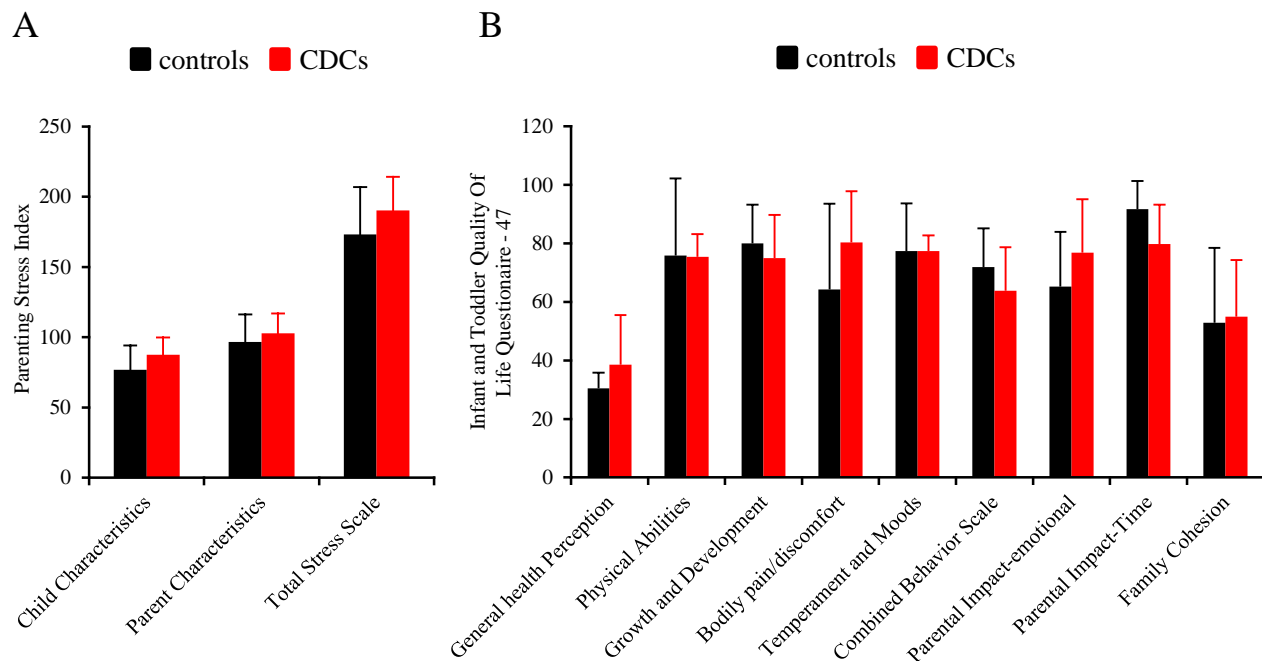 A
controls CDCs
Parenting Stress Index
250
200
150
100
50
0
Child Characteristics
Parent Characteristics
Total Stress Scale
B
controls CDCs
Infant and Toddler Quality Of
Life Questionaire - 47
120
100
80
60
40
20
0
General health Perception
Physical Abilities
Growth and Development
Bodily pain/discomfort
Temperament and Moods
Combined Behavior Scale
Parental Impact-emotional
Parental Impact-Time
Family Cohesion